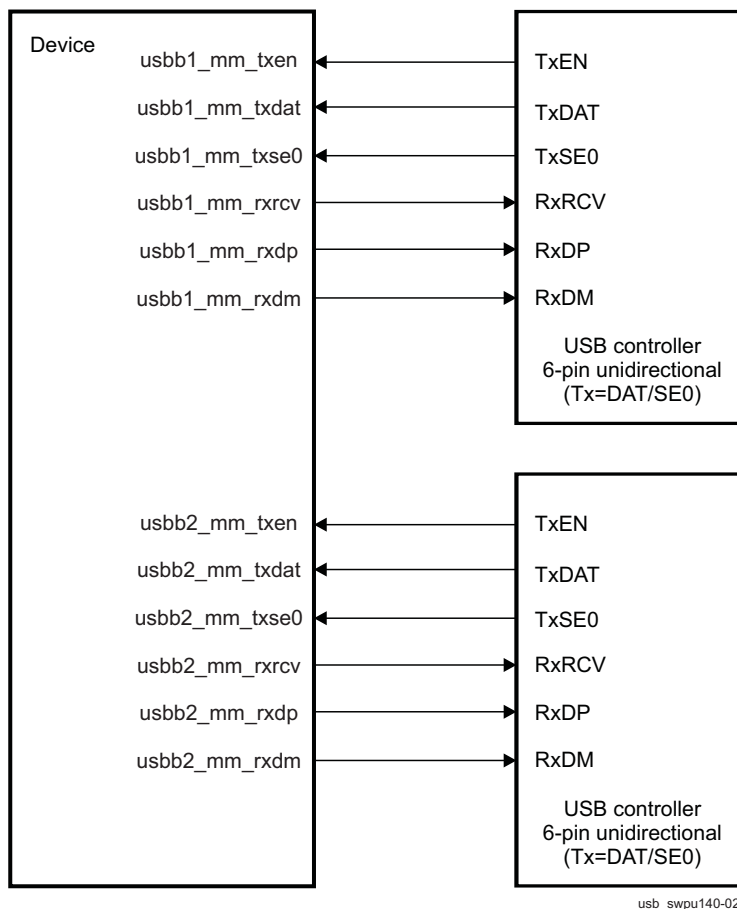 Device
usbb1_mm_txen
TxEN
usbb1_mm_txdat
TxDAT
usbb1_mm_txse0
TxSE0
usbb1_mm_rxrcv
RxRCV
usbb1_mm_rxdp
RxDP
usbb1_mm_rxdm
RxDM
USB controller
6-pin unidirectional
(Tx=DAT/SE0)
usbb2_mm_txen
TxEN
usbb2_mm_txdat
TxDAT
usbb2_mm_txse0
TxSE0
usbb2_mm_rxrcv
RxRCV
usbb2_mm_rxdp
RxDP
usbb2_mm_rxdm
RxDM
USB controller
6-pin unidirectional
(Tx=DAT/SE0)
usb_swpu140-02